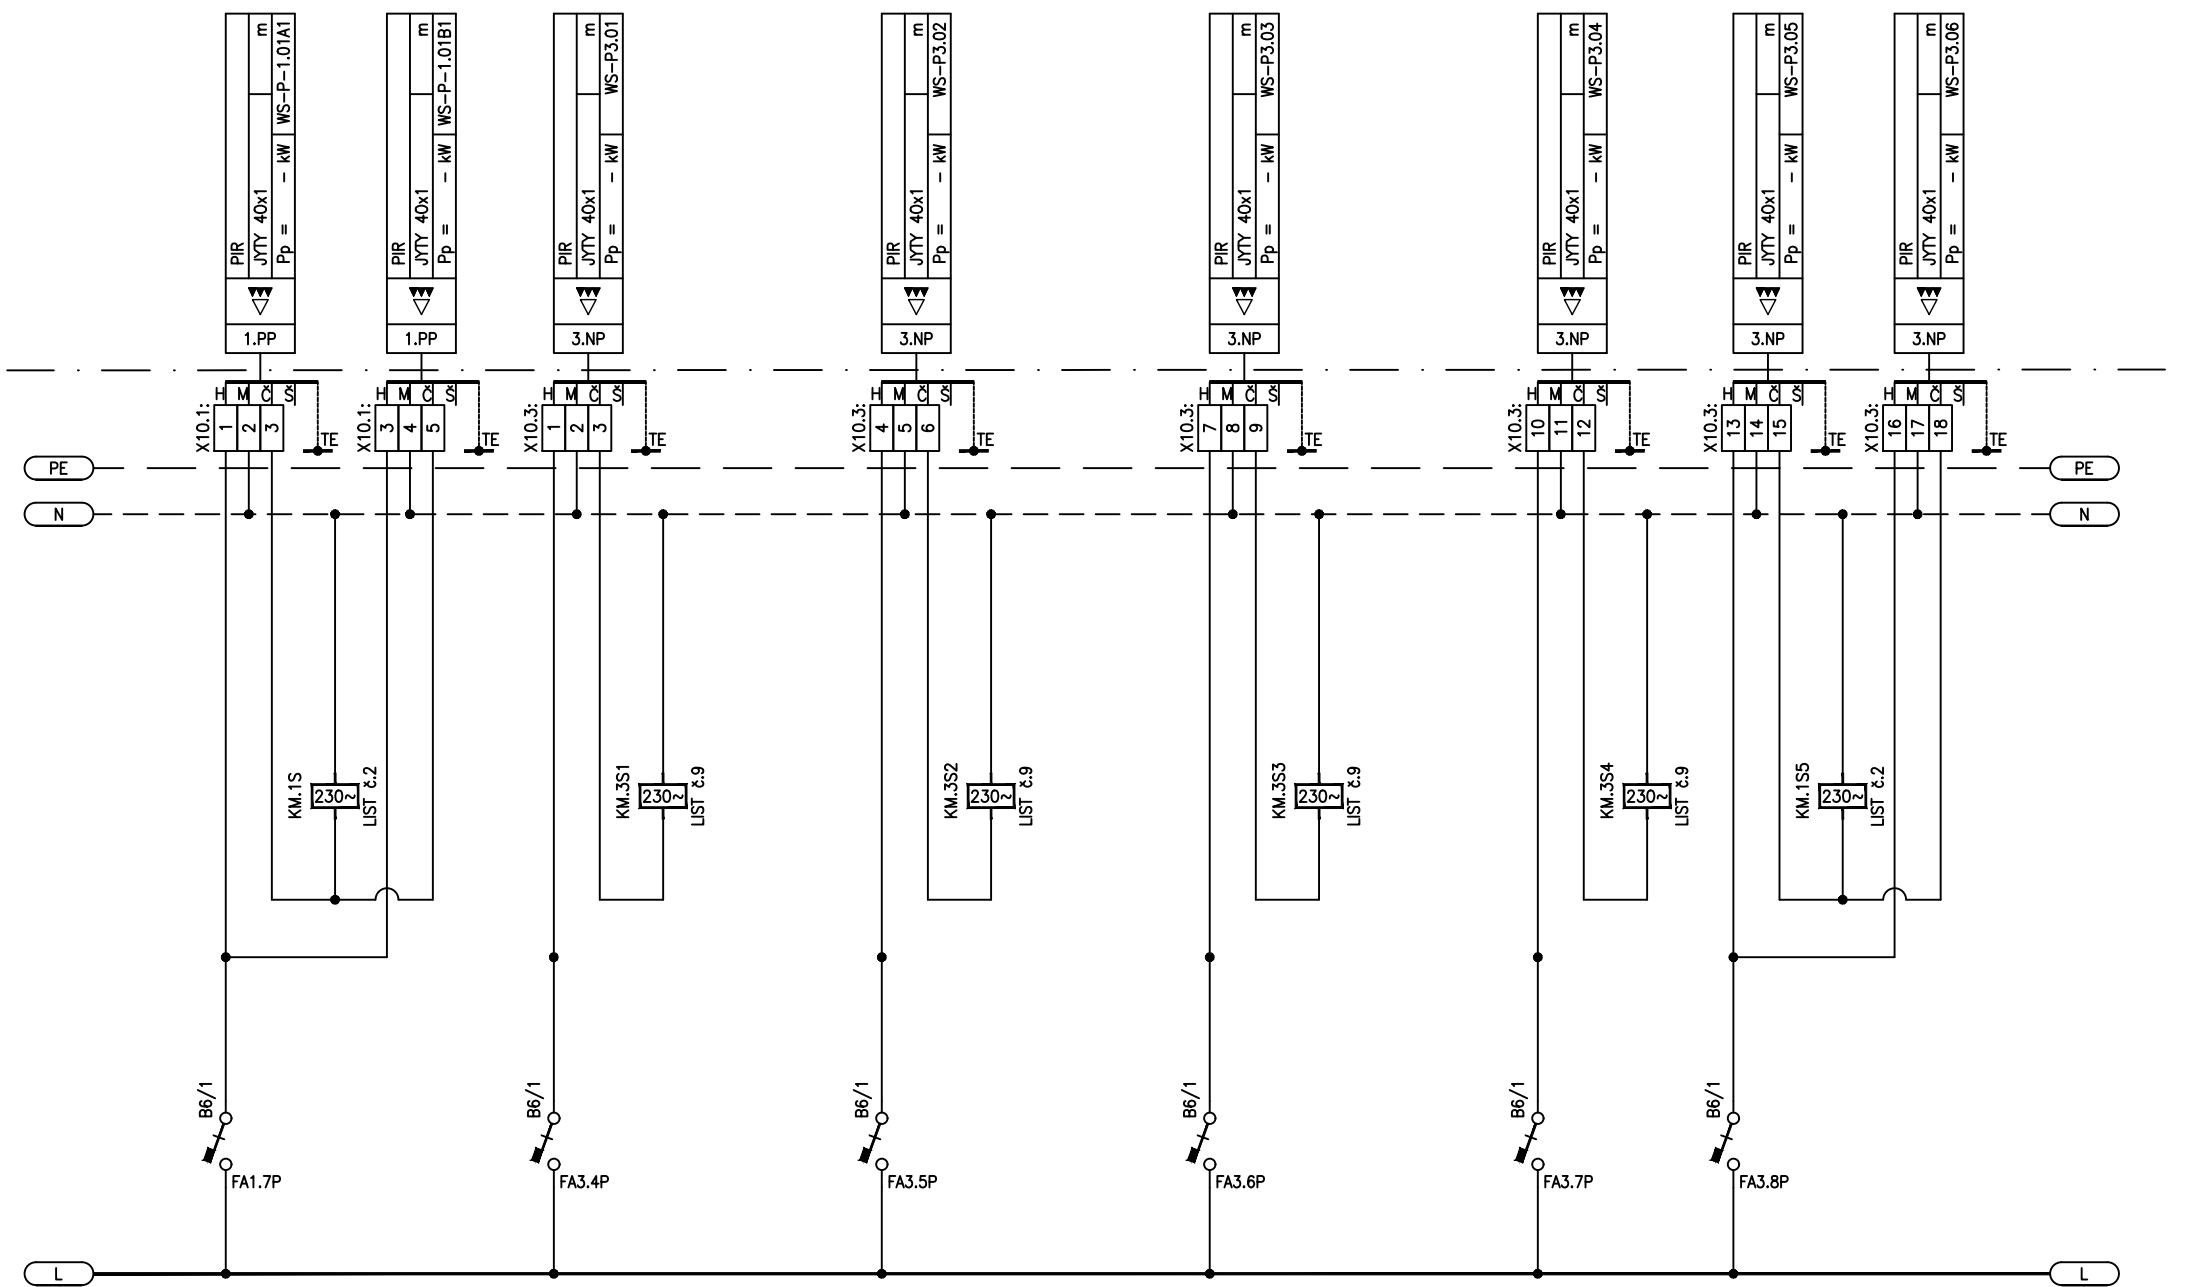 PIR
JYTY 4Ox1 m
Pp = - kW WS-P-1.01A1
1.PP
PIR
JYTY 4Ox1 m
Pp = - kW WS-P-1.01B1
1.PP
PIR
JYTY 4Ox1 m
Pp = - kW WS-P3.01
3.NP
PIR
JYTY 4Ox1 m
Pp = - kW WS-P3.02
3.NP
PIR
JYTY 4Ox1 m
Pp = - kW WS-P3.03
3.NP
PIR
JYTY 4Ox1 m
Pp = - kW WS-P3.04
3.NP
PIR
JYTY 4Ox1 m
Pp = - kW WS-P3.05
3.NP
PIR
JYTY 4Ox1 m
Pp = - kW WS-P3.06
3.NP
H M Č Š
X10.1: 1 2 3 TE
H M Č Š
X10.1: 3 4 5 TE
H M Č Š
X10.3: 1 2 3 TE
H M Č Š
X10.3: 4 5 6 TE
H M Č Š
X10.3: 7 8 9 TE
H M Č Š
X10.3: 10 11 12 TE
H M Č Š
X10.3: 13 14 15 TE
H M Č Š
X10.3: 16 17 18 TE
PE PE
N N
KM.1S 230~ LIST č.2
KM.3S1 230~ LIST č.9
KM.3S2 230~ LIST č.9
KM.3S3 230~ LIST č.9
KM.3S4 230~ LIST č.9
KM.1S5 230~ LIST č.2
B6/1 FA1.7P
B6/1 FA3.4P
B6/1 FA3.5P
B6/1 FA3.6P
B6/1 FA3.7P
B6/1 FA3.8P
L L